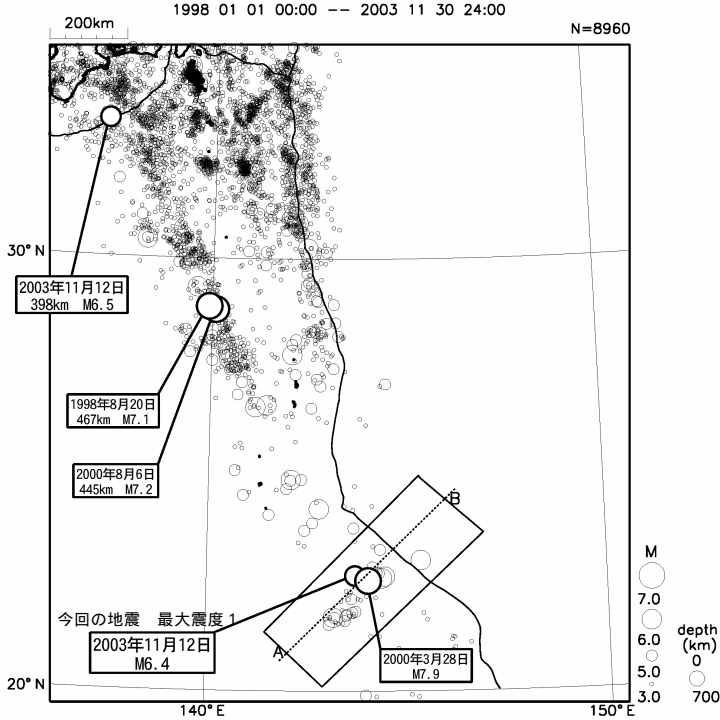 1998 01 01 00:00 -- 2003 11 30 24:00
200km
N=8960
30° N
2003年11月12日
398km M6.5
1998年8月20日
467km M7.1
2000年8月6日
445km M7.2
B
今回の地震 最大震度1
2003年11月12日
M6.4
A
2000年3月28日
M7.9
M
7.0
6.0
5.0
3.0
depth
(km)
0
700
20° N
140° E
150° E